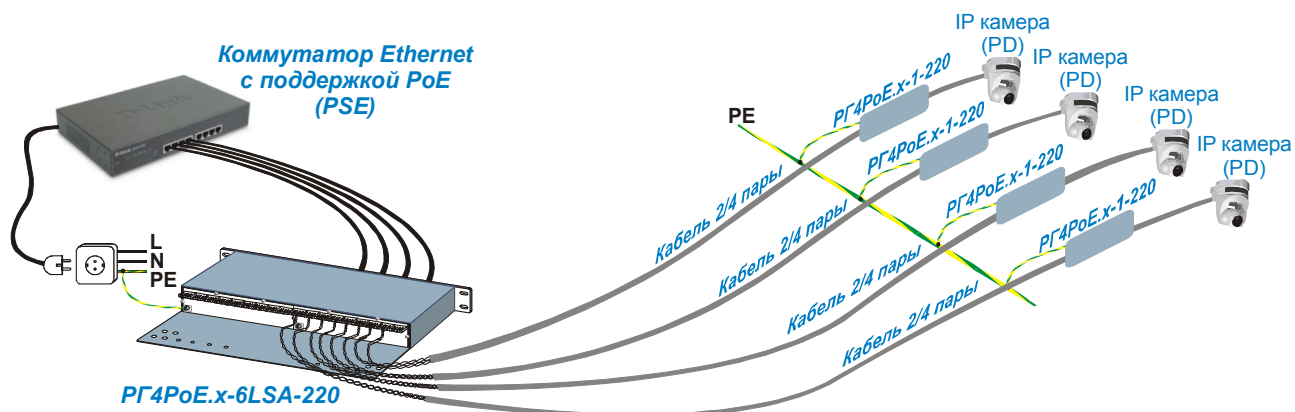 Коммутатор Ethernet
с поддержкой PoE
(PSE)
D-Link
L
N
PE
РГ4PoE.x-6LSA-220
PE
IP камера
(PD)
IP камера
(PD)
IP камера
(PD)
IP камера
(PD)
РГ4PoE.x-1-220
РГ4PoE.x-1-220
РГ4PoE.x-1-220
РГ4PoE.x-1-220
Кабель 2/4 пары
Кабель 2/4 пары
Кабель 2/4 пары
Кабель 2/4 пары